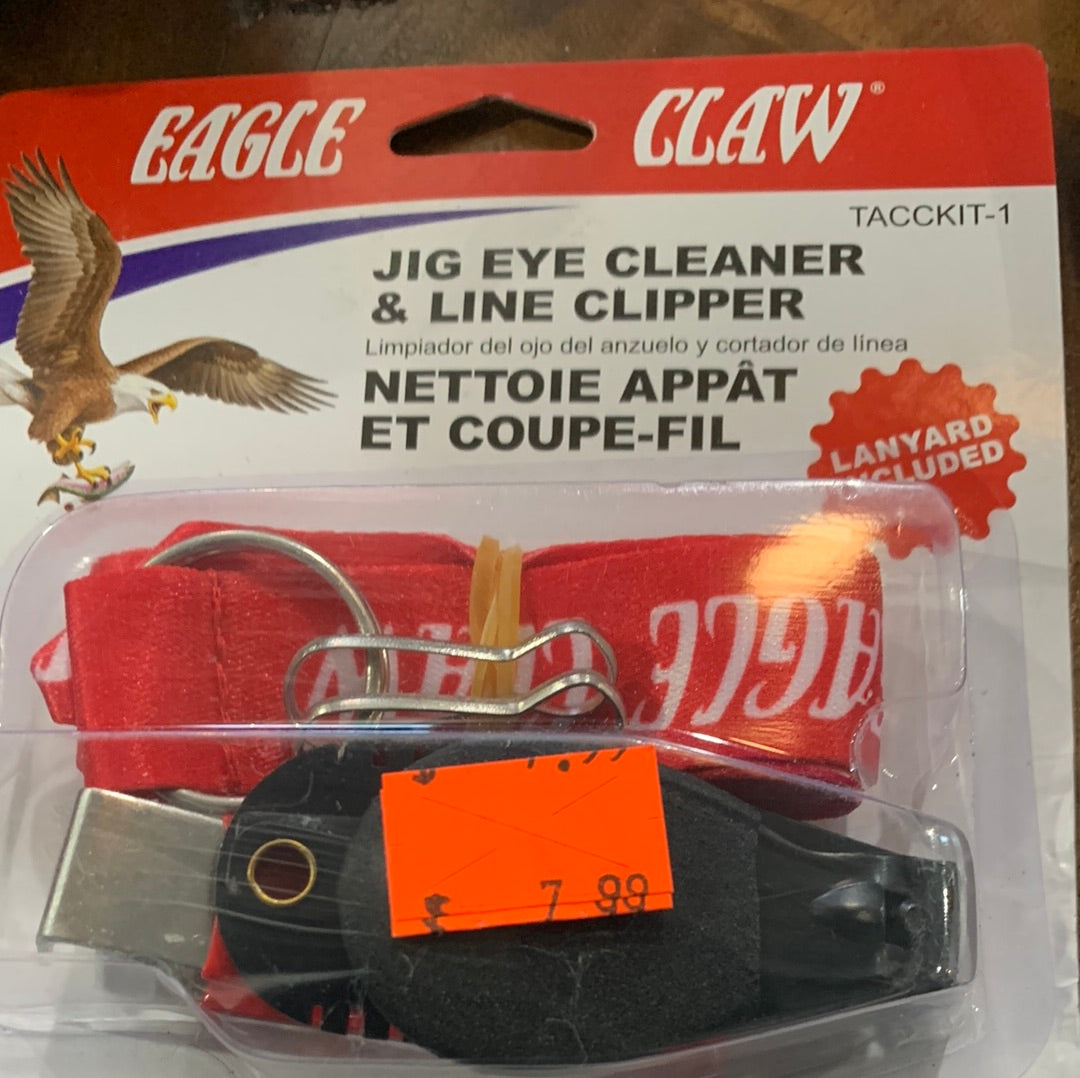 EAGLE CLAW®
TACCKIT-1
JIG EYE CLEANER
& LINE CLIPPER
Limpiador del ojo del anzuelo y cortador de línea
NETTOIE APPÂT
ET COUPE-FIL
LANYARD
INCLUDED
EAGLE CLAW
$ 7.99